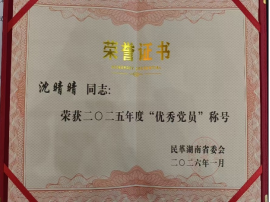 荣誉证书
沈晴晴 同志:
荣获二〇二五年度“优秀党员”称号
民革湖南省委会
二〇二六年一月